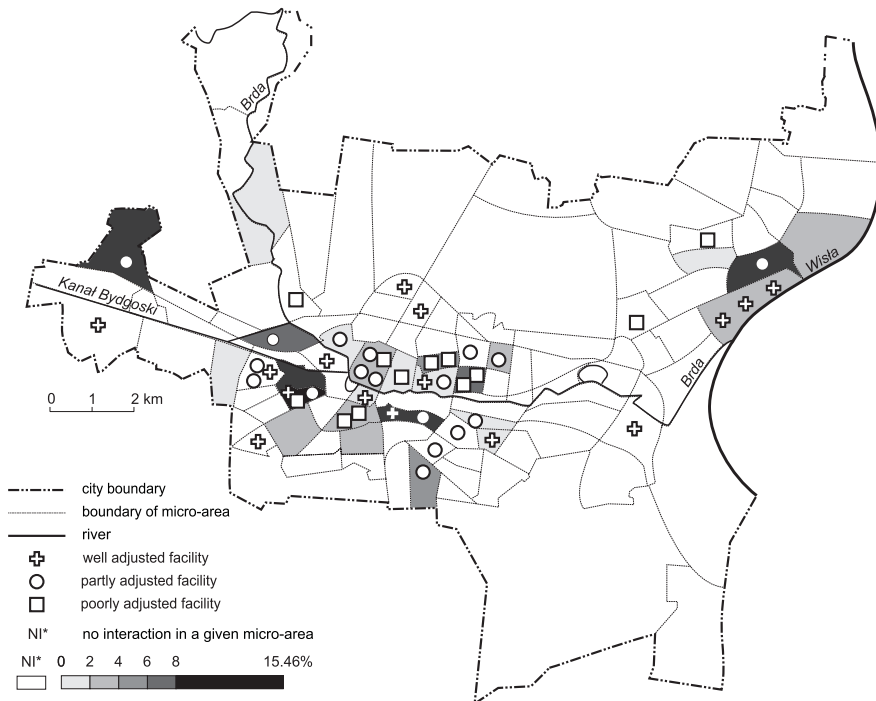 Brda
Wisła
Kanał Bydgoski
Brda
0 1 2 km
city boundary
boundary of micro-area
river
well adjusted facility
partly adjusted facility
poorly adjusted facility
NI* no interaction in a given micro-area
NI* 0 2 4 6 8 15.46%